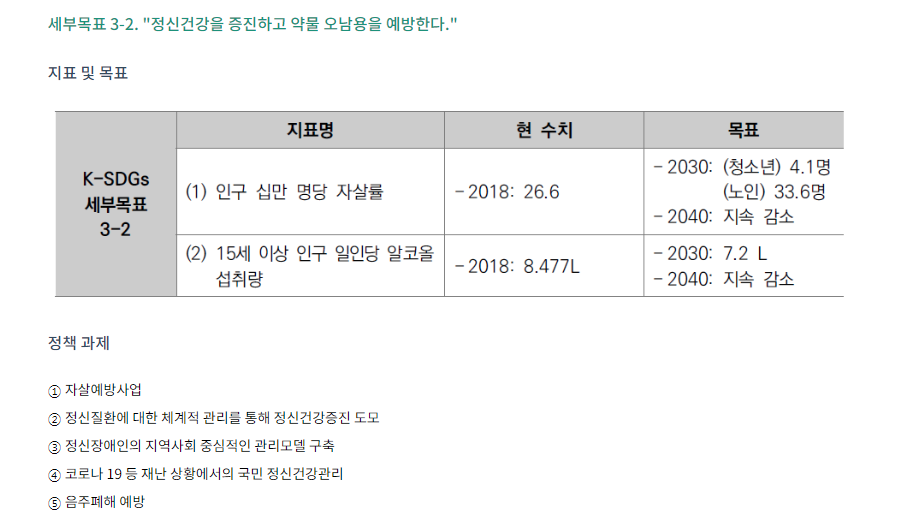 세부목표 3-2. "정신건강을 증진하고 약물 오남용을 예방한다."
지표 및 목표
K-SDGs
세부목표
3-2
지표명
현 수치
목표
(1) 인구 십만 명당 자살률
- 2018: 26.6
- 2030: (청소년) 4.1명
(노인) 33.6명
- 2040: 지속 감소
(2) 15세 이상 인구 일인당 알코올
섭취량
- 2018: 8.477L
- 2030: 7.2 L
- 2040: 지속 감소
정책 과제
① 자살예방사업
② 정신질환에 대한 체계적 관리를 통해 정신건강증진 도모
③ 정신장애인의 지역사회 중심적인 관리모델 구축
④ 코로나 19 등 재난 상황에서의 국민 정신건강관리
⑤ 음주폐해 예방